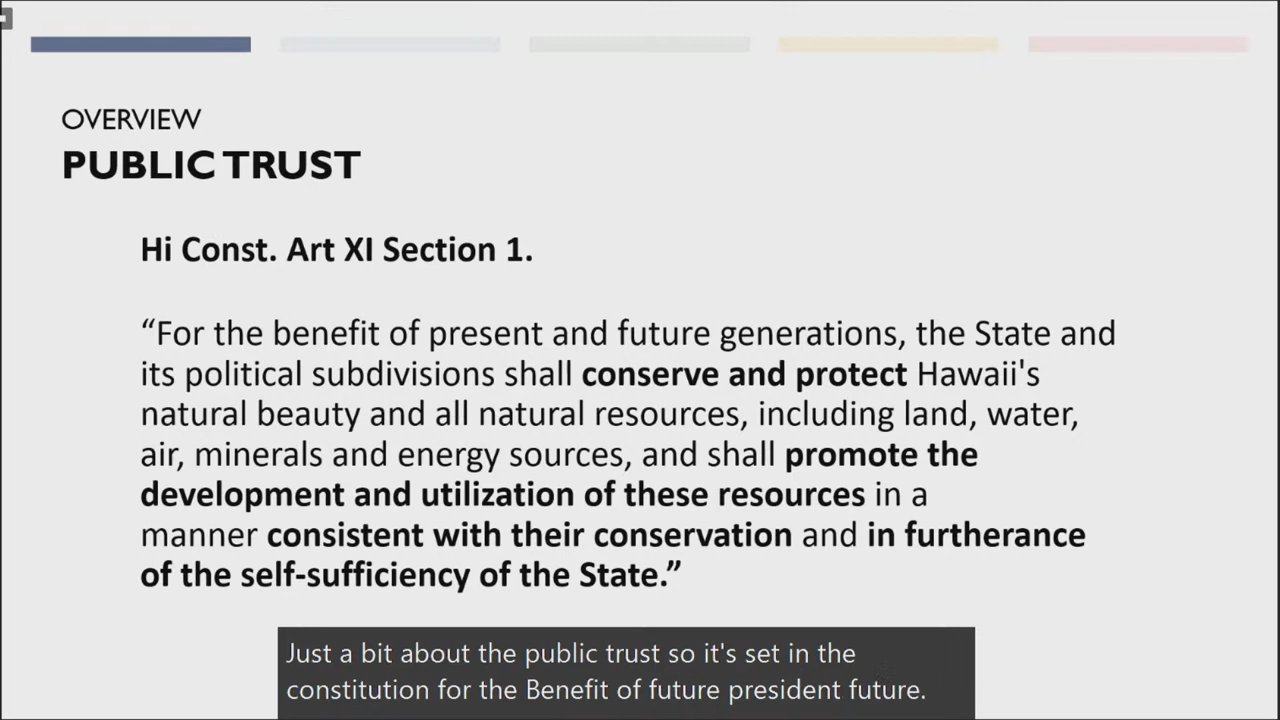 OVERVIEW
PUBLIC TRUST
Hi Const. Art XI Section 1.
“For the benefit of present and future generations, the State and
its political subdivisions shall conserve and protect Hawaii's
natural beauty and all natural resources, including land, water,
air, minerals and energy sources, and shall promote the
development and utilization of these resources in a
manner consistent with their conservation and in furtherance
of the self-sufficiency of the State.”
Just a bit about the public trust so it's set in the
constitution for the Benefit of future president future.